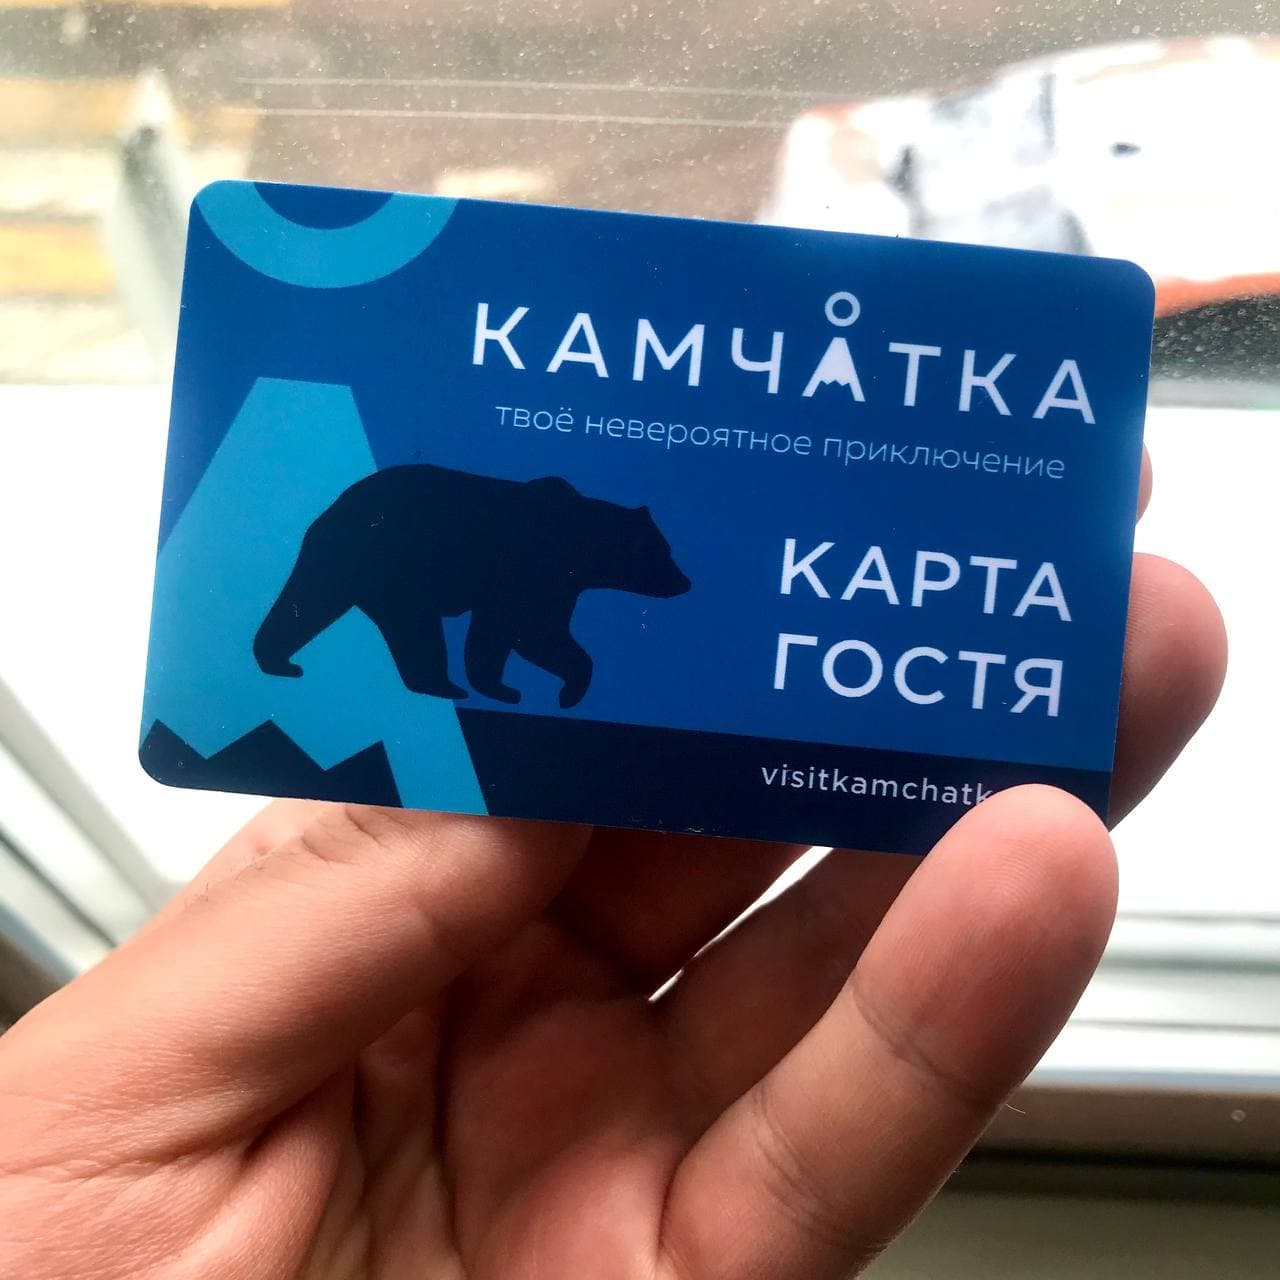 КАМЧАТКА
твоё невероятное приключение
КАРТА
ГОСТЯ
visitkamchatk